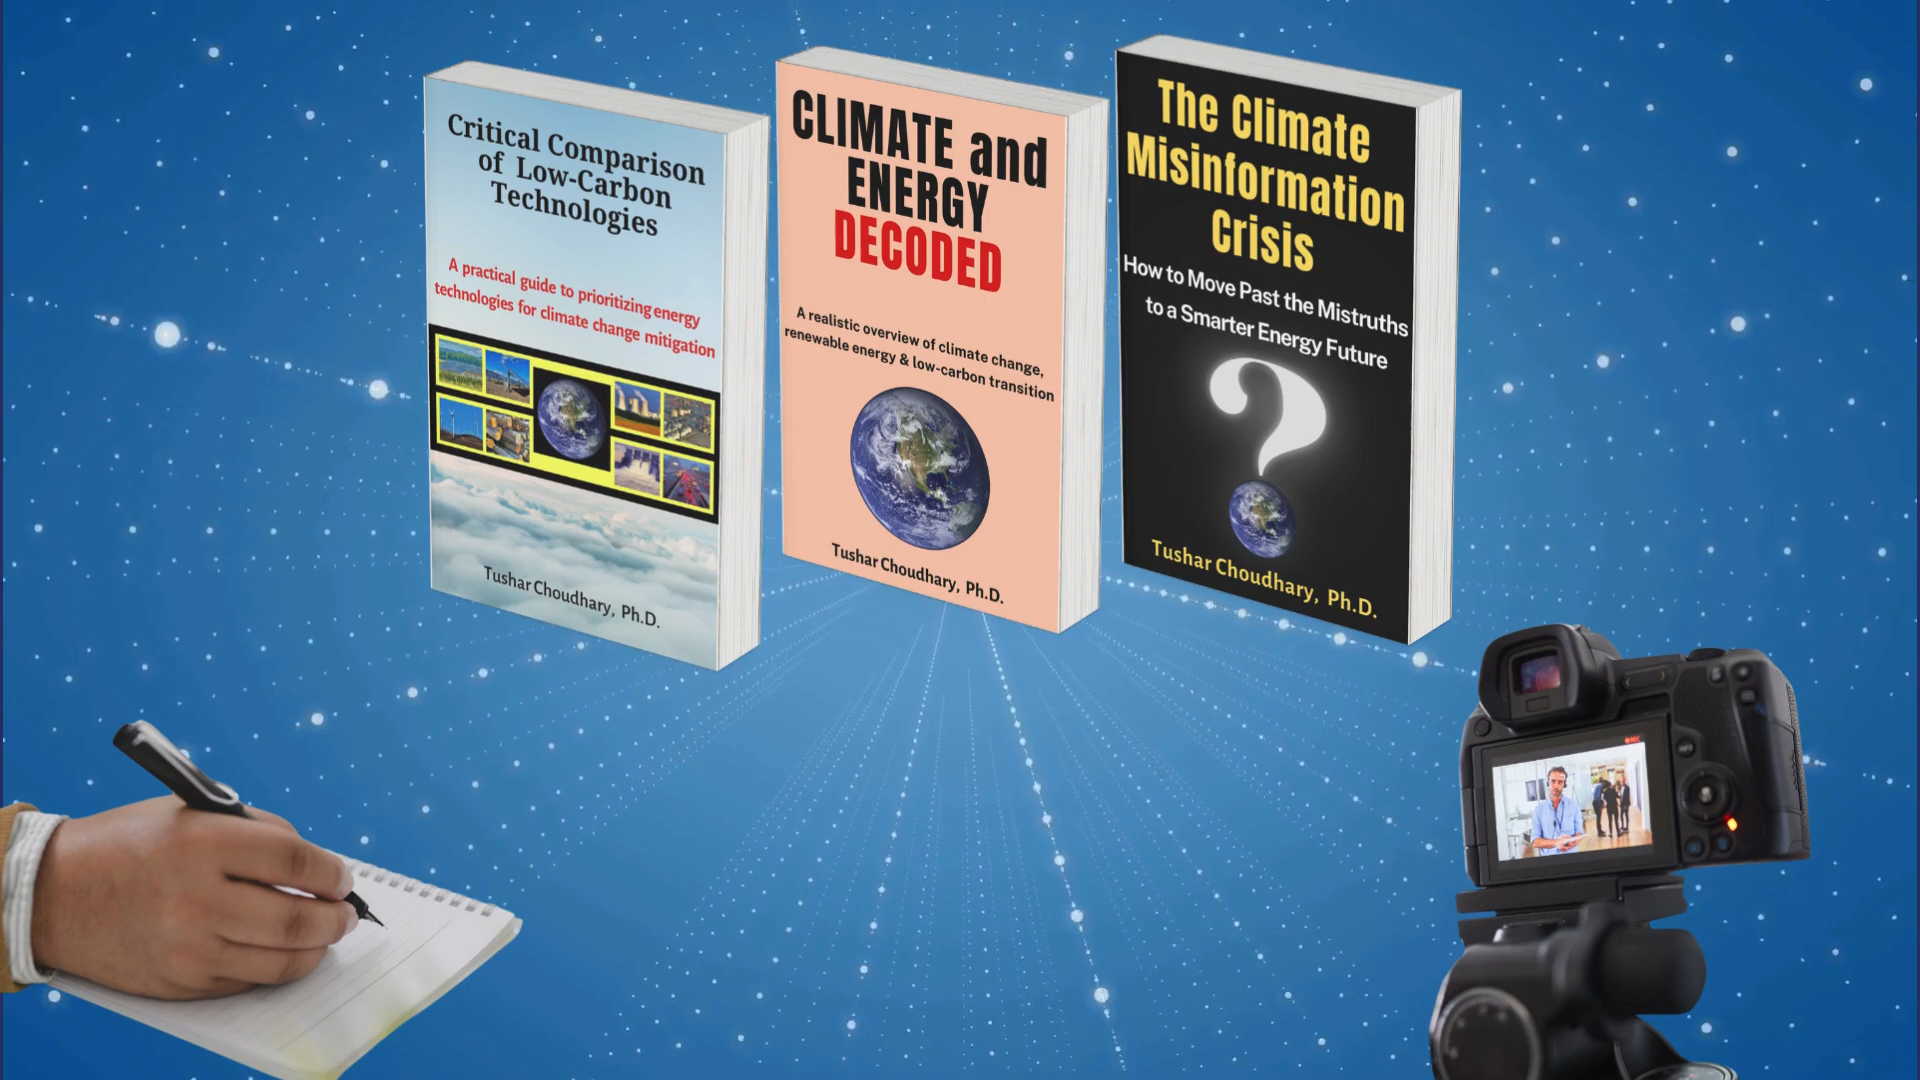 Critical Comparison
of Low-Carbon
Technologies
A practical guide to prioritizing energy
technologies for climate change mitigation
Tushar Choudhary, Ph.D.
CLIMATE and
ENERGY
DECODED
A realistic overview of climate change,
renewable energy & low-carbon transition
Tushar Choudhary, Ph.D.
The Climate
Misinformation
Crisis
How to Move Past the Mistruths
to a Smarter Energy Future
Tushar Choudhary, Ph.D.
REC